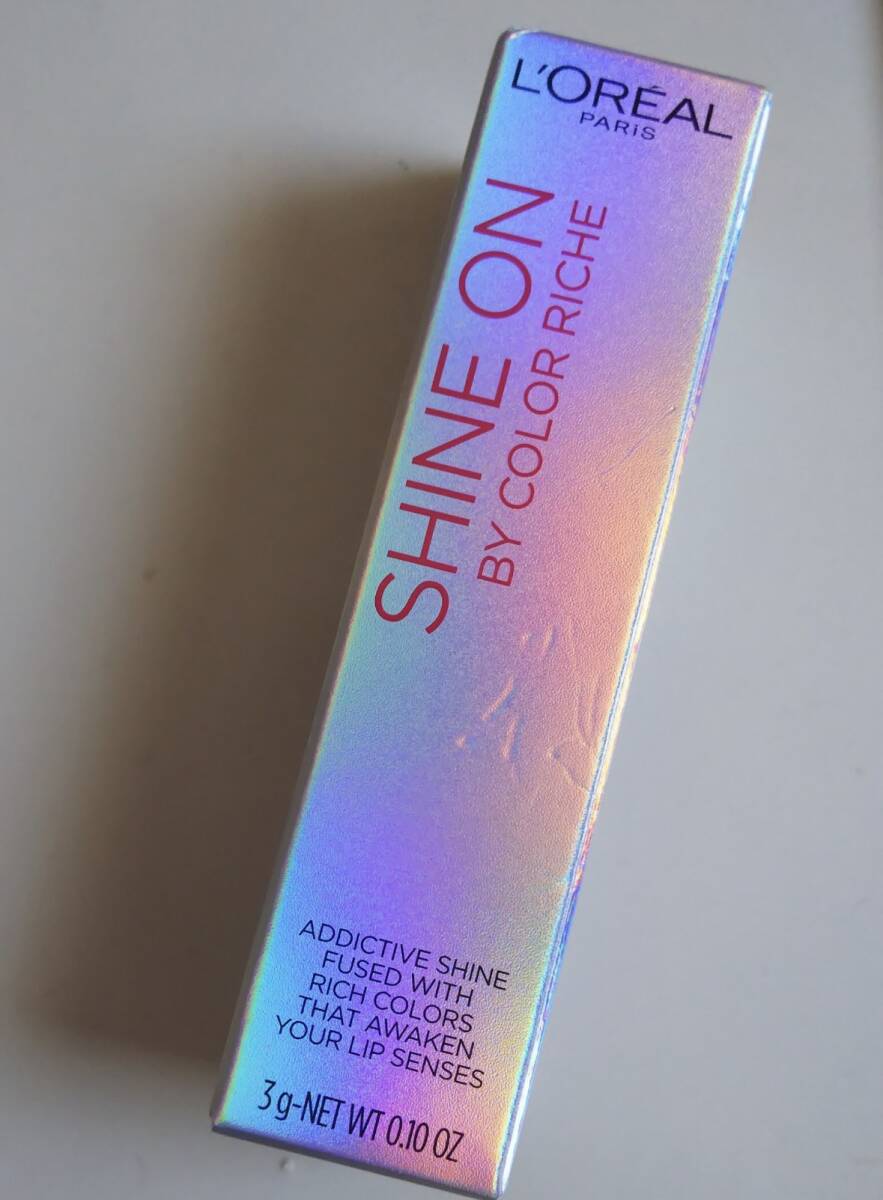 L'ORÉAL
PARiS
SHINE ON
BY COLOR RICHE
ADDICTIVE SHINE
FUSED WITH
RICH COLORS
THAT AWAKEN
YOUR LIP SENSES
3 g-NET WT 0.10 OZ